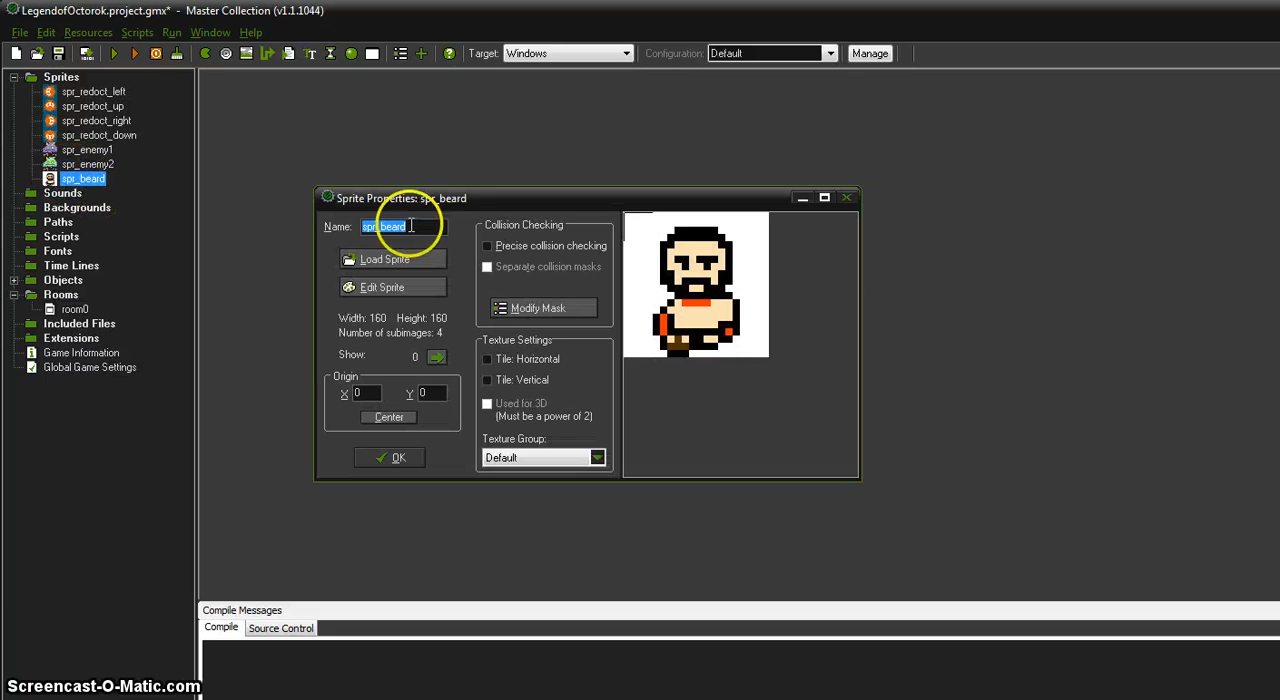 LegendofOctorok.project.gmx* - Master Collection (v1.1.1044)
File Edit Resources Scripts Run Window Help
Target: Windows Configuration: Default Manage
Sprites
spr_redoct_left
spr_redoct_up
spr_redoct_right
spr_redoct_down
spr_enemy1
spr_enemy2
spr_beard
Sounds
Backgrounds
Paths
Scripts
Fonts
Time Lines
Objects
Rooms
room0
Included Files
Extensions
Game Information
Global Game Settings
Sprite Properties: spr_beard
Name: spr_beard
Load Sprite
Edit Sprite
Width: 160 Height: 160
Number of subimages: 4
Show: 0
Origin
X 0 Y 0
Center
OK
Collision Checking
Precise collision checking
Separate collision masks
Modify Mask
Texture Settings
Tile: Horizontal
Tile: Vertical
Used for 3D
(Must be a power of 2)
Texture Group:
Default
Compile Messages
Compile Source Control
Screencast-O-Matic.com